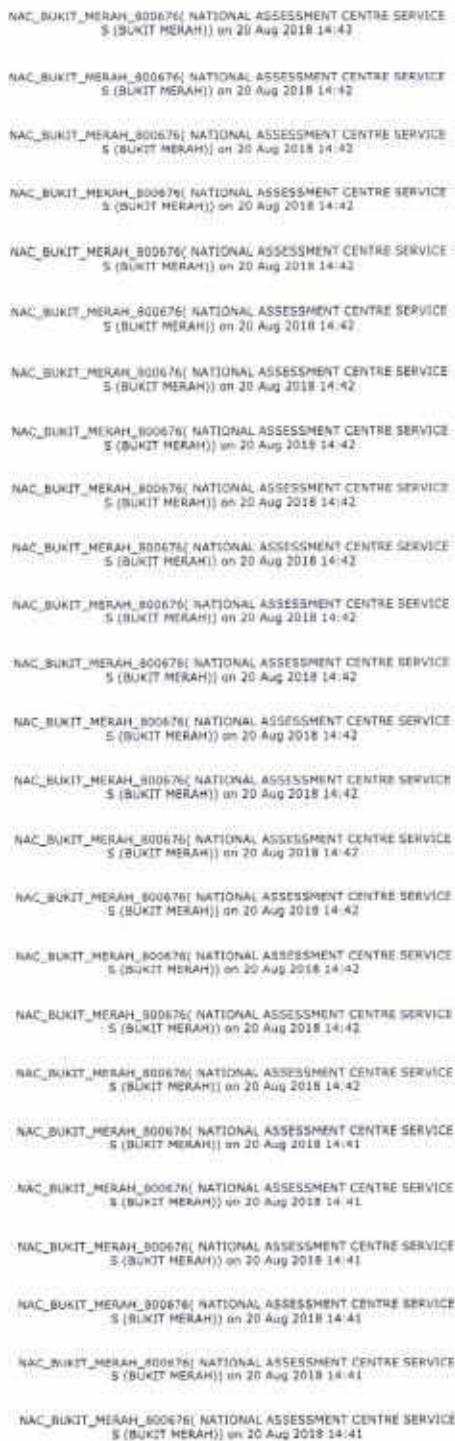 NAC_BUKIT_MERAH_800676( NATIONAL ASSESSMENT CENTRE SERVICE
S (BUKIT MERAH)) on 20 Aug 2018 14:43
NAC_BUKIT_MERAH_800676( NATIONAL ASSESSMENT CENTRE SERVICE
S (BUKIT MERAH)) on 20 Aug 2018 14:42
NAC_BUKIT_MERAH_800676( NATIONAL ASSESSMENT CENTRE SERVICE
S (BUKIT MERAH)) on 20 Aug 2018 14:42
NAC_BUKIT_MERAH_800676( NATIONAL ASSESSMENT CENTRE SERVICE
S (BUKIT MERAH)) on 20 Aug 2018 14:42
NAC_BUKIT_MERAH_800676( NATIONAL ASSESSMENT CENTRE SERVICE
S (BUKIT MERAH)) on 20 Aug 2018 14:42
NAC_BUKIT_MERAH_800676( NATIONAL ASSESSMENT CENTRE SERVICE
S (BUKIT MERAH)) on 20 Aug 2018 14:42
NAC_BUKIT_MERAH_800676( NATIONAL ASSESSMENT CENTRE SERVICE
S (BUKIT MERAH)) on 20 Aug 2018 14:42
NAC_BUKIT_MERAH_800676( NATIONAL ASSESSMENT CENTRE SERVICE
S (BUKIT MERAH)) on 20 Aug 2018 14:42
NAC_BUKIT_MERAH_800676( NATIONAL ASSESSMENT CENTRE SERVICE
S (BUKIT MERAH)) on 20 Aug 2018 14:42
NAC_BUKIT_MERAH_800676( NATIONAL ASSESSMENT CENTRE SERVICE
S (BUKIT MERAH)) on 20 Aug 2018 14:42
NAC_BUKIT_MERAH_800676( NATIONAL ASSESSMENT CENTRE SERVICE
S (BUKIT MERAH)) on 20 Aug 2018 14:42
NAC_BUKIT_MERAH_800676( NATIONAL ASSESSMENT CENTRE SERVICE
S (BUKIT MERAH)) on 20 Aug 2018 14:42
NAC_BUKIT_MERAH_800676( NATIONAL ASSESSMENT CENTRE SERVICE
S (BUKIT MERAH)) on 20 Aug 2018 14:42
NAC_BUKIT_MERAH_800676( NATIONAL ASSESSMENT CENTRE SERVICE
S (BUKIT MERAH)) on 20 Aug 2018 14:42
NAC_BUKIT_MERAH_800676( NATIONAL ASSESSMENT CENTRE SERVICE
S (BUKIT MERAH)) on 20 Aug 2018 14:42
NAC_BUKIT_MERAH_800676( NATIONAL ASSESSMENT CENTRE SERVICE
S (BUKIT MERAH)) on 20 Aug 2018 14:42
NAC_BUKIT_MERAH_800676( NATIONAL ASSESSMENT CENTRE SERVICE
S (BUKIT MERAH)) on 20 Aug 2018 14:42
NAC_BUKIT_MERAH_800676( NATIONAL ASSESSMENT CENTRE SERVICE
S (BUKIT MERAH)) on 20 Aug 2018 14:42
NAC_BUKIT_MERAH_800676( NATIONAL ASSESSMENT CENTRE SERVICE
S (BUKIT MERAH)) on 20 Aug 2018 14:42
NAC_BUKIT_MERAH_800676( NATIONAL ASSESSMENT CENTRE SERVICE
S (BUKIT MERAH)) on 20 Aug 2018 14:41
NAC_BUKIT_MERAH_800676( NATIONAL ASSESSMENT CENTRE SERVICE
S (BUKIT MERAH)) on 20 Aug 2018 14:41
NAC_BUKIT_MERAH_800676( NATIONAL ASSESSMENT CENTRE SERVICE
S (BUKIT MERAH)) on 20 Aug 2018 14:41
NAC_BUKIT_MERAH_800676( NATIONAL ASSESSMENT CENTRE SERVICE
S (BUKIT MERAH)) on 20 Aug 2018 14:41
NAC_BUKIT_MERAH_800676( NATIONAL ASSESSMENT CENTRE SERVICE
S (BUKIT MERAH)) on 20 Aug 2018 14:41
NAC_BUKIT_MERAH_800676( NATIONAL ASSESSMENT CENTRE SERVICE
S (BUKIT MERAH)) on 20 Aug 2018 14:41